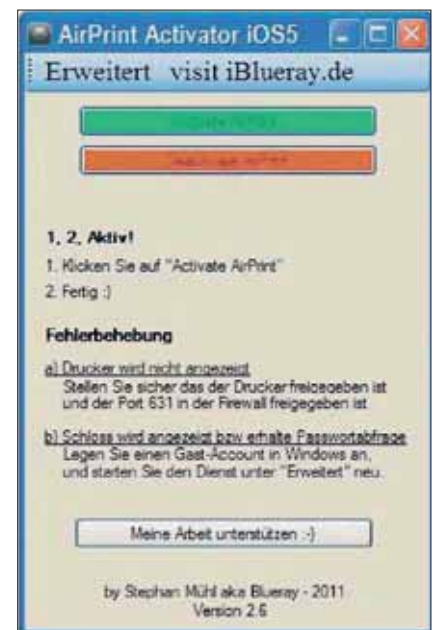 AirPrint Activator iOS5
Erweitert visit iBlueray.de
1, 2, Aktiv!
1. Klicken Sie auf "Activate AirPrint"
2. Fertig :)
Fehlerbehebung
a) Drucker wird nicht angezeigt
Stellen Sie sicher das der Drucker freigegeben ist
und der Port 631 in der Firewall freigegeben ist
b) Schloss wird angezeigt bzw erhalte Passwortabfrage
Legen Sie einen Gast-Account in Windows an,
und starten Sie den Dienst unter "Erweitert" neu.
Meine Arbeit unterstützen :-)
by Stephan Mühl aka Blueray - 2011
Version 2.6